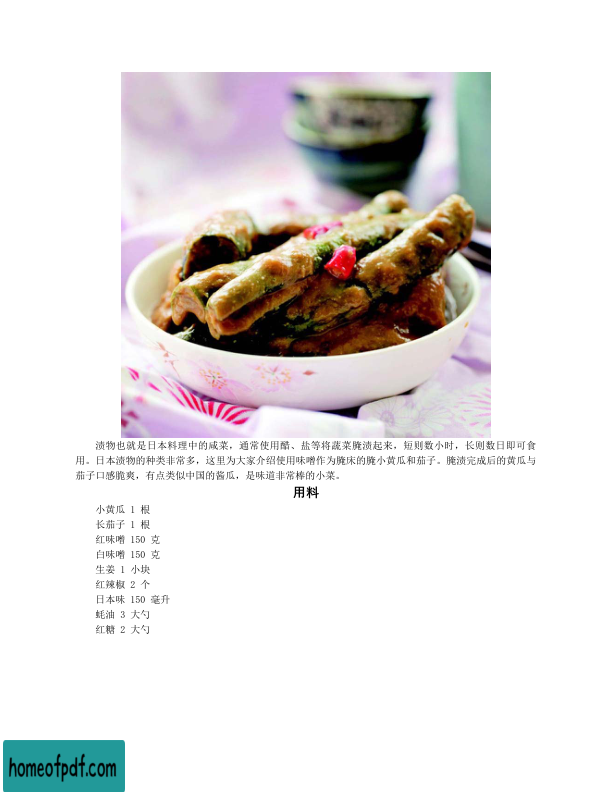 渍物也就是日本料理中的咸菜，通常使用醋、盐等将蔬菜腌渍起来，短则数小时，长则数日即可食
用。日本渍物的种类非常多，这里为大家介绍使用味噌作为腌床的腌小黄瓜和茄子。腌渍完成后的黄瓜与
茄子口感脆爽，有点类似中国的酱瓜，是味道非常棒的小菜。
用料
小黄瓜 1 根
长茄子 1 根
红味噌 150 克
白味噌 150 克
生姜 1 小块
红辣椒 2 个
日本味 150 毫升
蚝油 3 大勺
红糖 2 大勺
homeofpdf.com